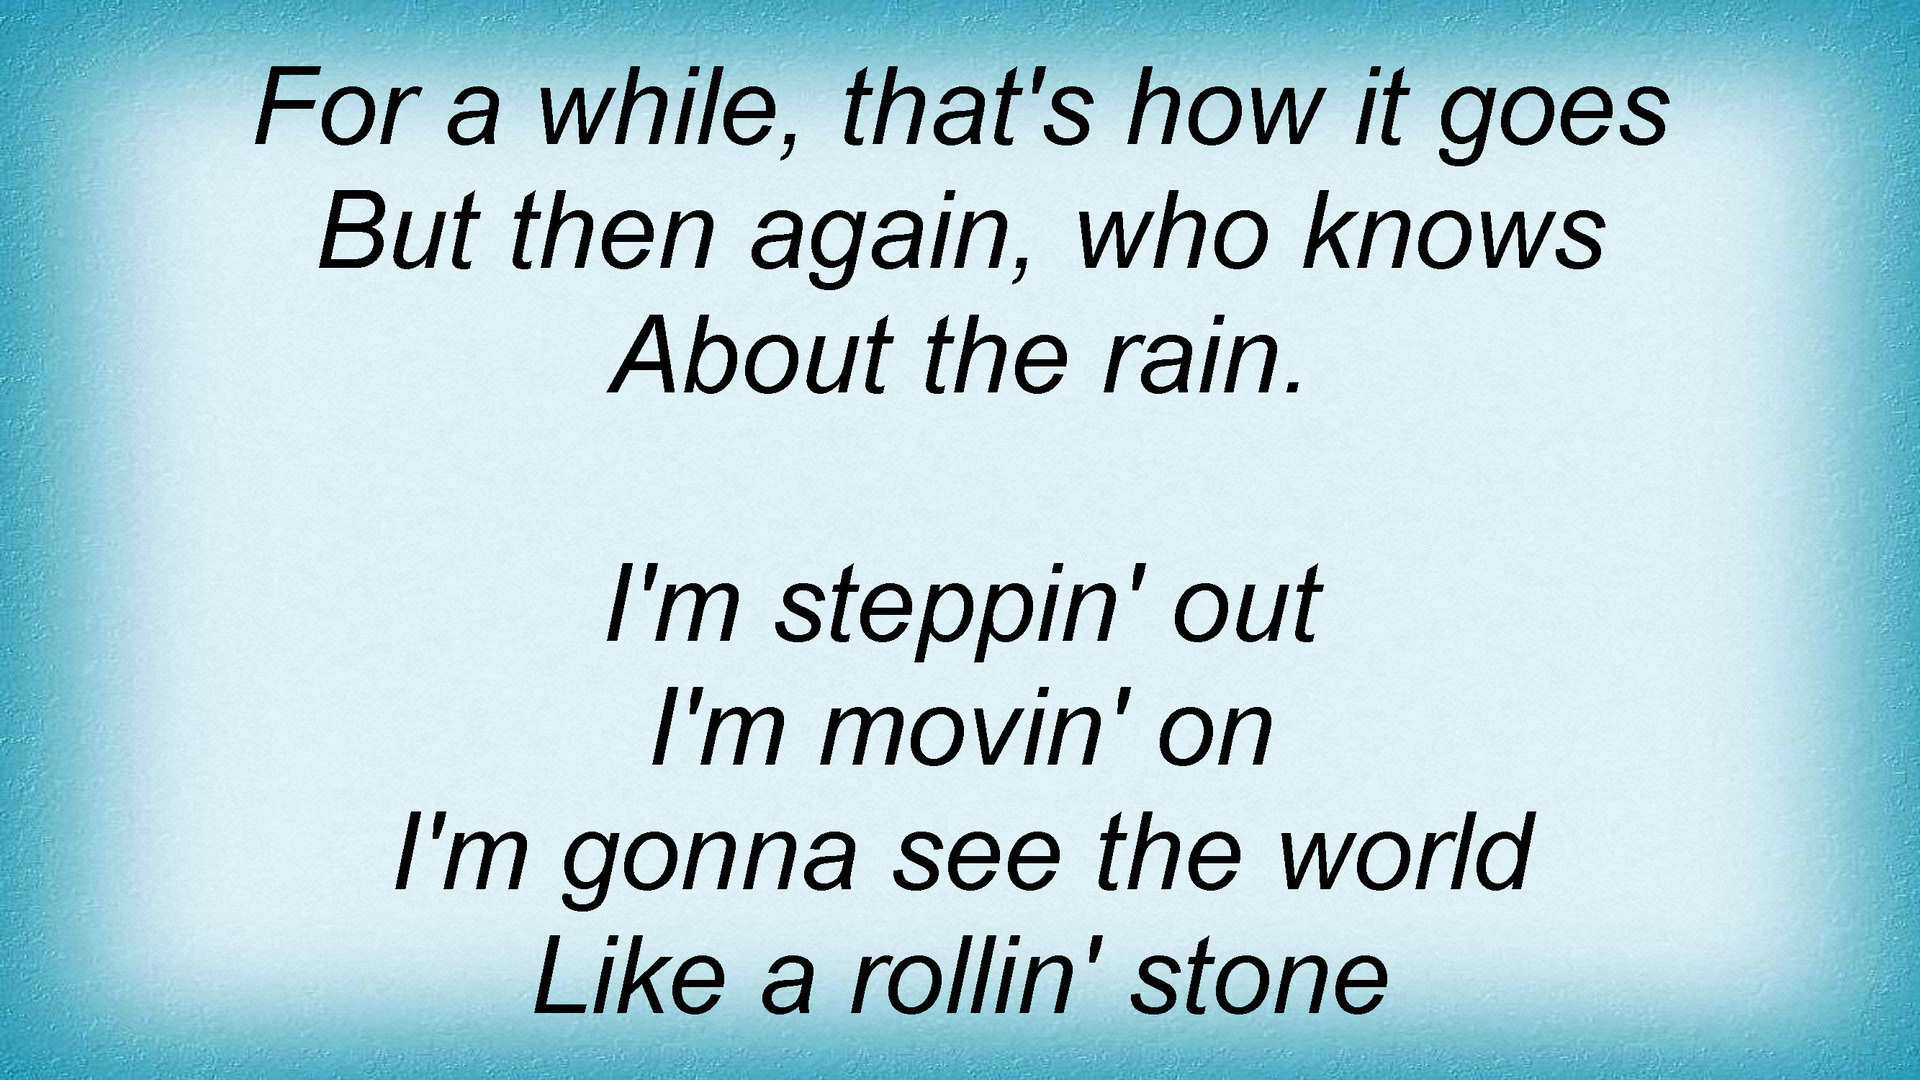 For a while, that's how it goes
But then again, who knows
About the rain.
I'm steppin' out
I'm movin' on
I'm gonna see the world
Like a rollin' stone